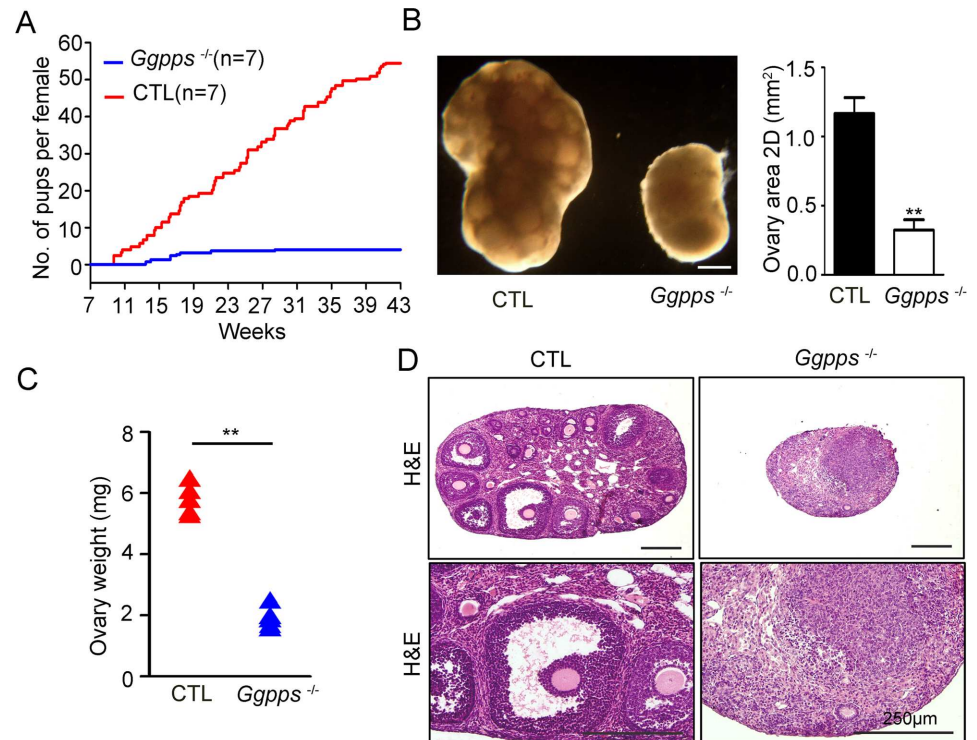 A
No. of pups per female
60
50
40
30
20
10
0
Ggpps -/-(n=7)
CTL(n=7)
7 11 15 19 23 27 31 35 39 43
Weeks
B
CTL
Ggpps -/-
Ovary area 2D (mm²)
1.5
1.0
0.5
0.0
**
CTL
Ggpps -/-
C
Ovary weight (mg)
8
6
4
2
0
**
CTL
Ggpps -/-
D
CTL
Ggpps -/-
H&E
H&E
250μm